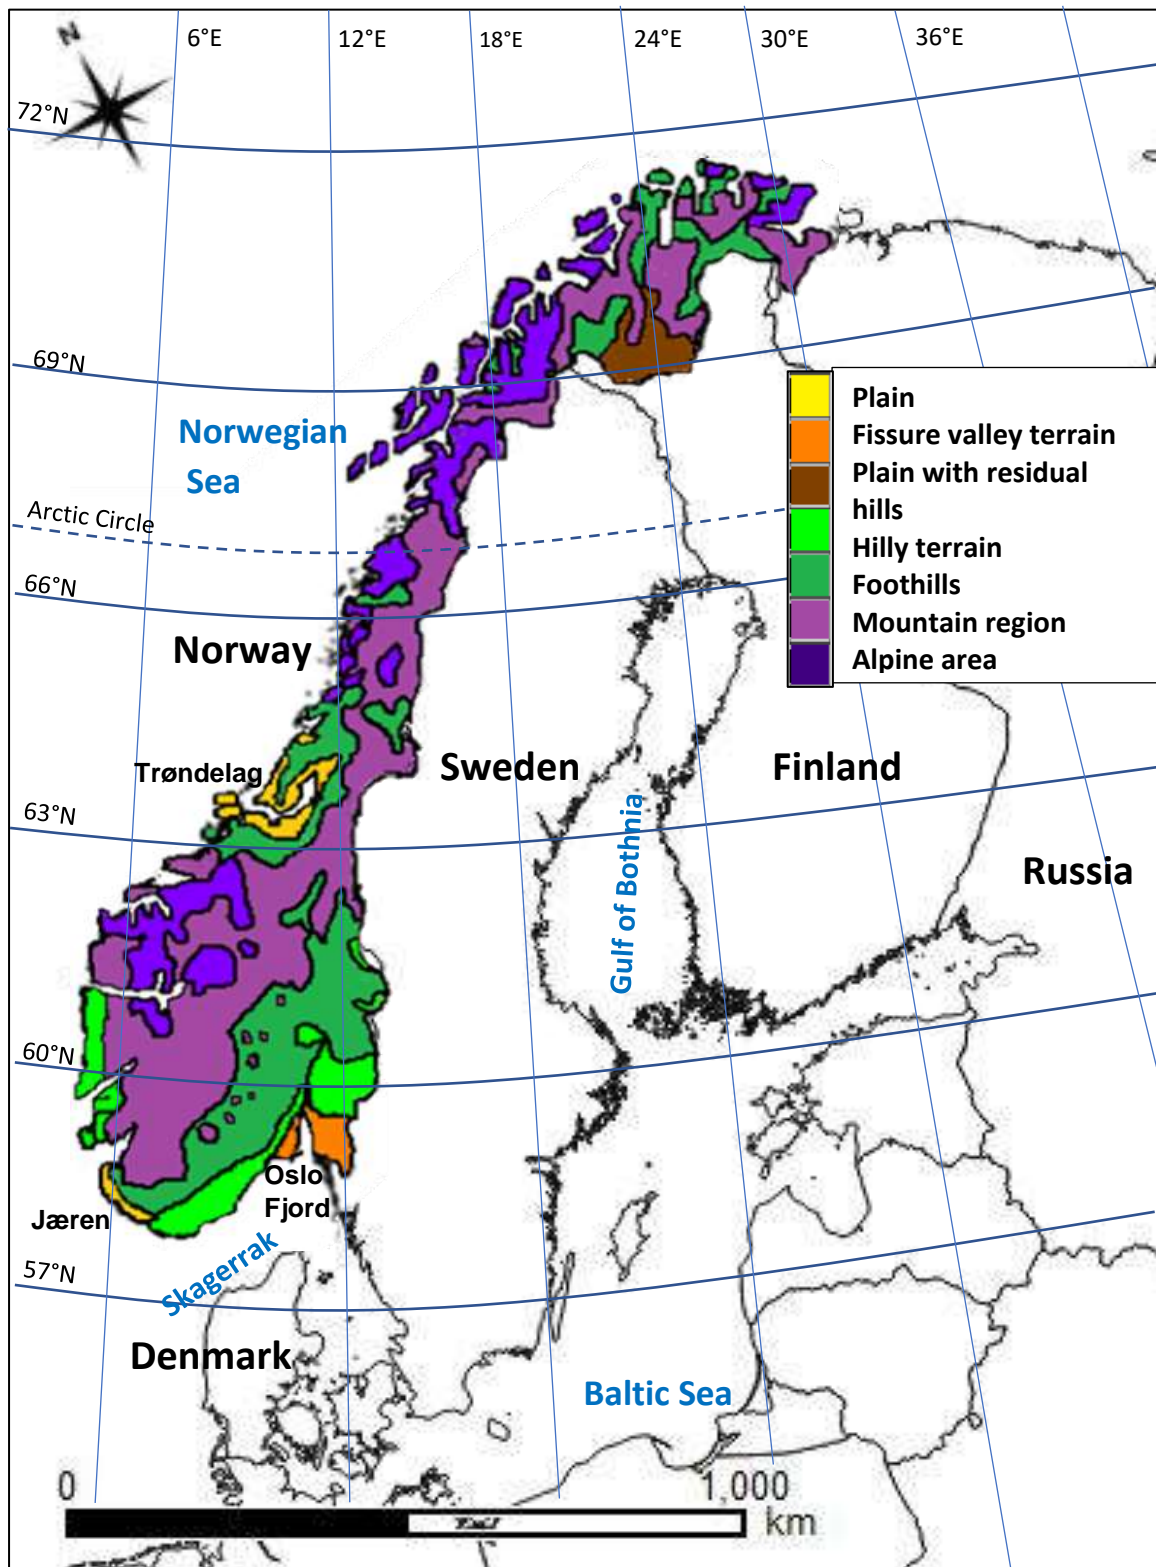 N
6°E
12°E
18°E
24°E
30°E
36°E
72°N
69°N
Norwegian
Sea
Plain
Fissure valley terrain
Plain with residual
hills
Hilly terrain
Foothills
Mountain region
Alpine area
Arctic Circle
66°N
Norway
Trøndelag
Sweden
Finland
63°N
Gulf of Bothnia
Russia
60°N
Oslo
Fjord
Jæren
Skagerrak
57°N
Denmark
Baltic Sea
0
1,000
km